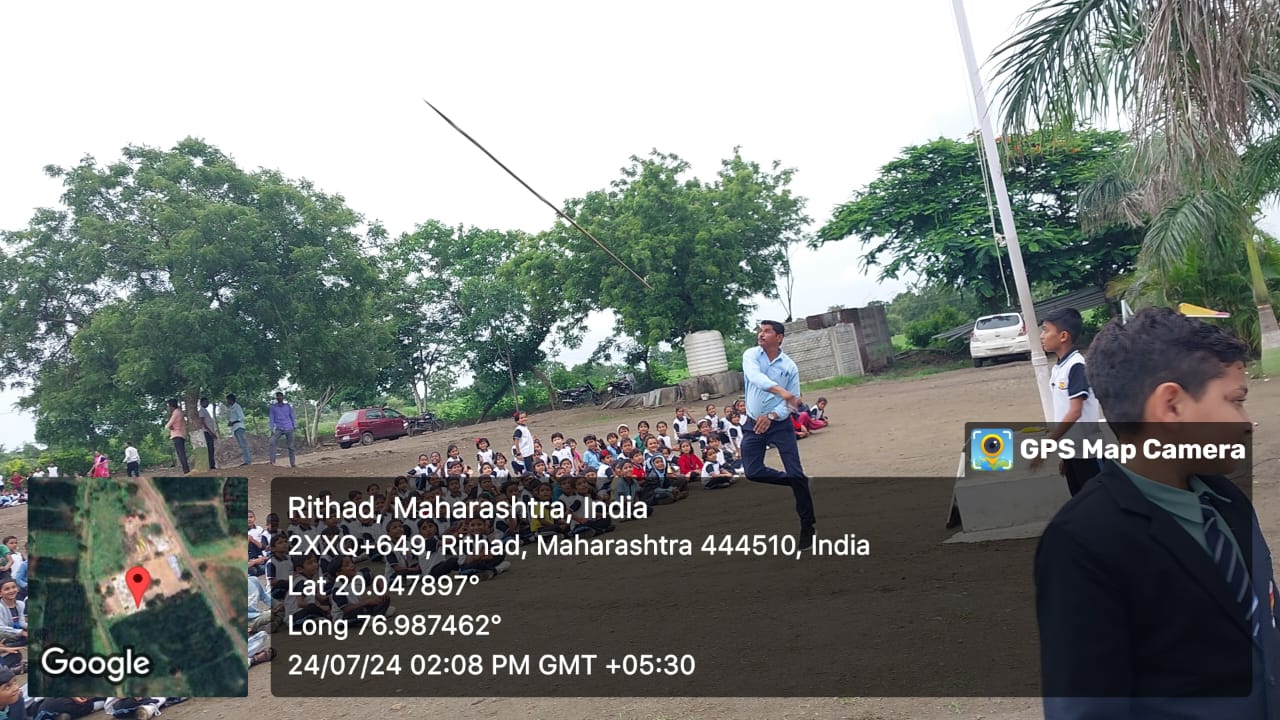 GPS Map Camera
Rithad, Maharashtra, India
2XXQ+649, Rithad, Maharashtra 444510, India
Lat 20.047897°
Long 76.987462°
24/07/24 02:08 PM GMT +05:30
Google